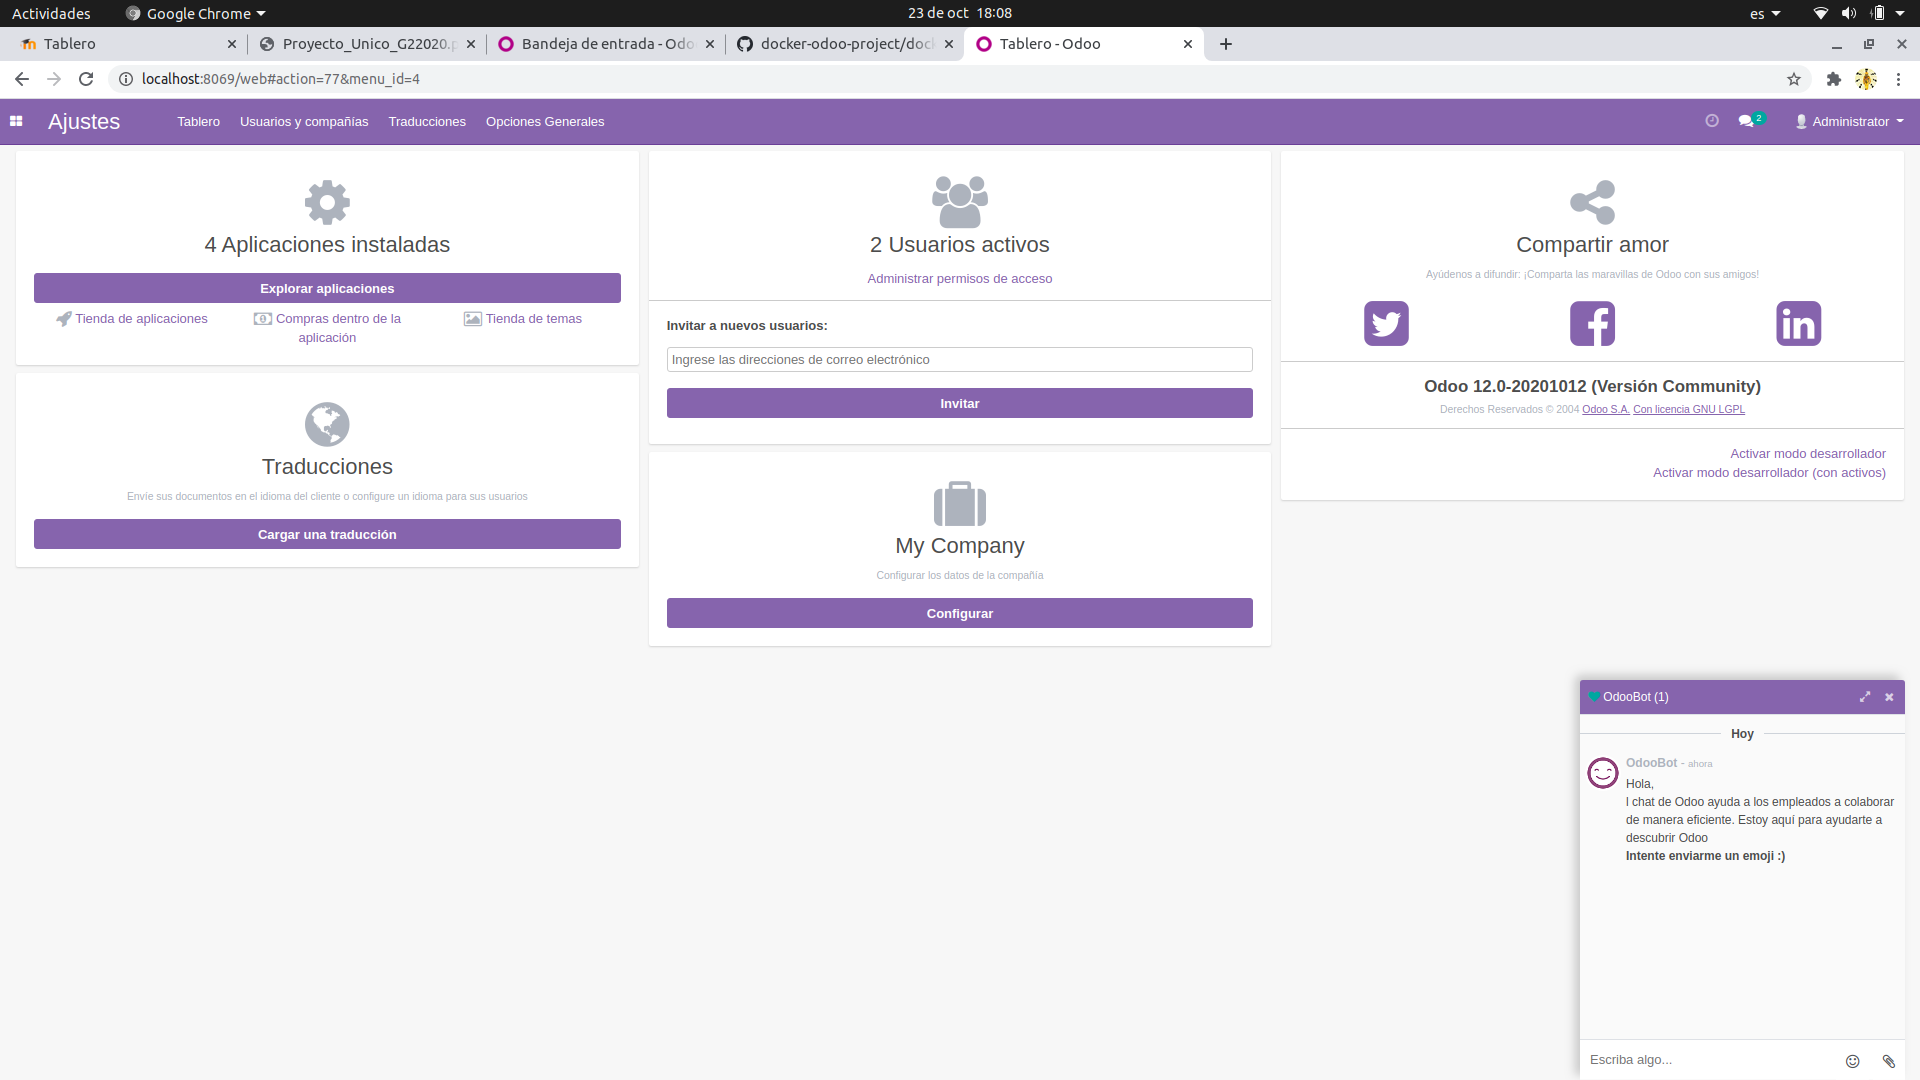 Actividades
Google Chrome
23 de oct 18:08
es
Tablero
Proyecto_Unico_G22020.p
Bandeja de entrada - Odo
docker-odoo-project/dock
Tablero - Odoo
localhost:8069/web#action=77&menu_id=4
Ajustes
Tablero
Usuarios y compañías
Traducciones
Opciones Generales
2
Administrator
4 Aplicaciones instaladas
Explorar aplicaciones
Tienda de aplicaciones
Compras dentro de la
aplicación
Tienda de temas
Traducciones
Envíe sus documentos en el idioma del cliente o configure un idioma para sus usuarios
Cargar una traducción
2 Usuarios activos
Administrar permisos de acceso
Invitar a nuevos usuarios:
Ingrese las direcciones de correo electrónico
Invitar
My Company
Configurar los datos de la compañía
Configurar
Compartir amor
Ayúdenos a difundir: ¡Comparta las maravillas de Odoo con sus amigos!
Odoo 12.0-20201012 (Versión Community)
Derechos Reservados © 2004 Odoo S.A. Con licencia GNU LGPL
Activar modo desarrollador
Activar modo desarrollador (con activos)
OdooBot (1)
Hoy
OdooBot - ahora
Hola,
l chat de Odoo ayuda a los empleados a colaborar
de manera eficiente. Estoy aquí para ayudarte a
descubrir Odoo
Intente enviarme un emoji :)
Escriba algo...